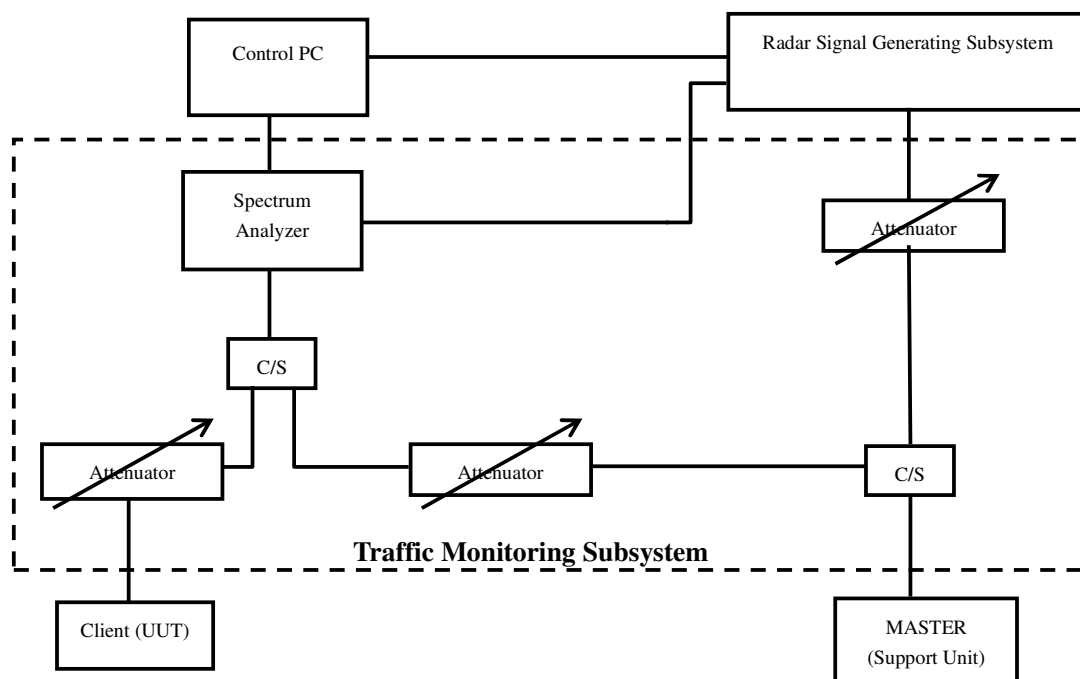 Control PC
Radar Signal Generating Subsystem
Spectrum
Analyzer
Attenuator
C/S
Attenuator
Attenuator
C/S
Traffic Monitoring Subsystem
Client (UUT)
MASTER
(Support Unit)